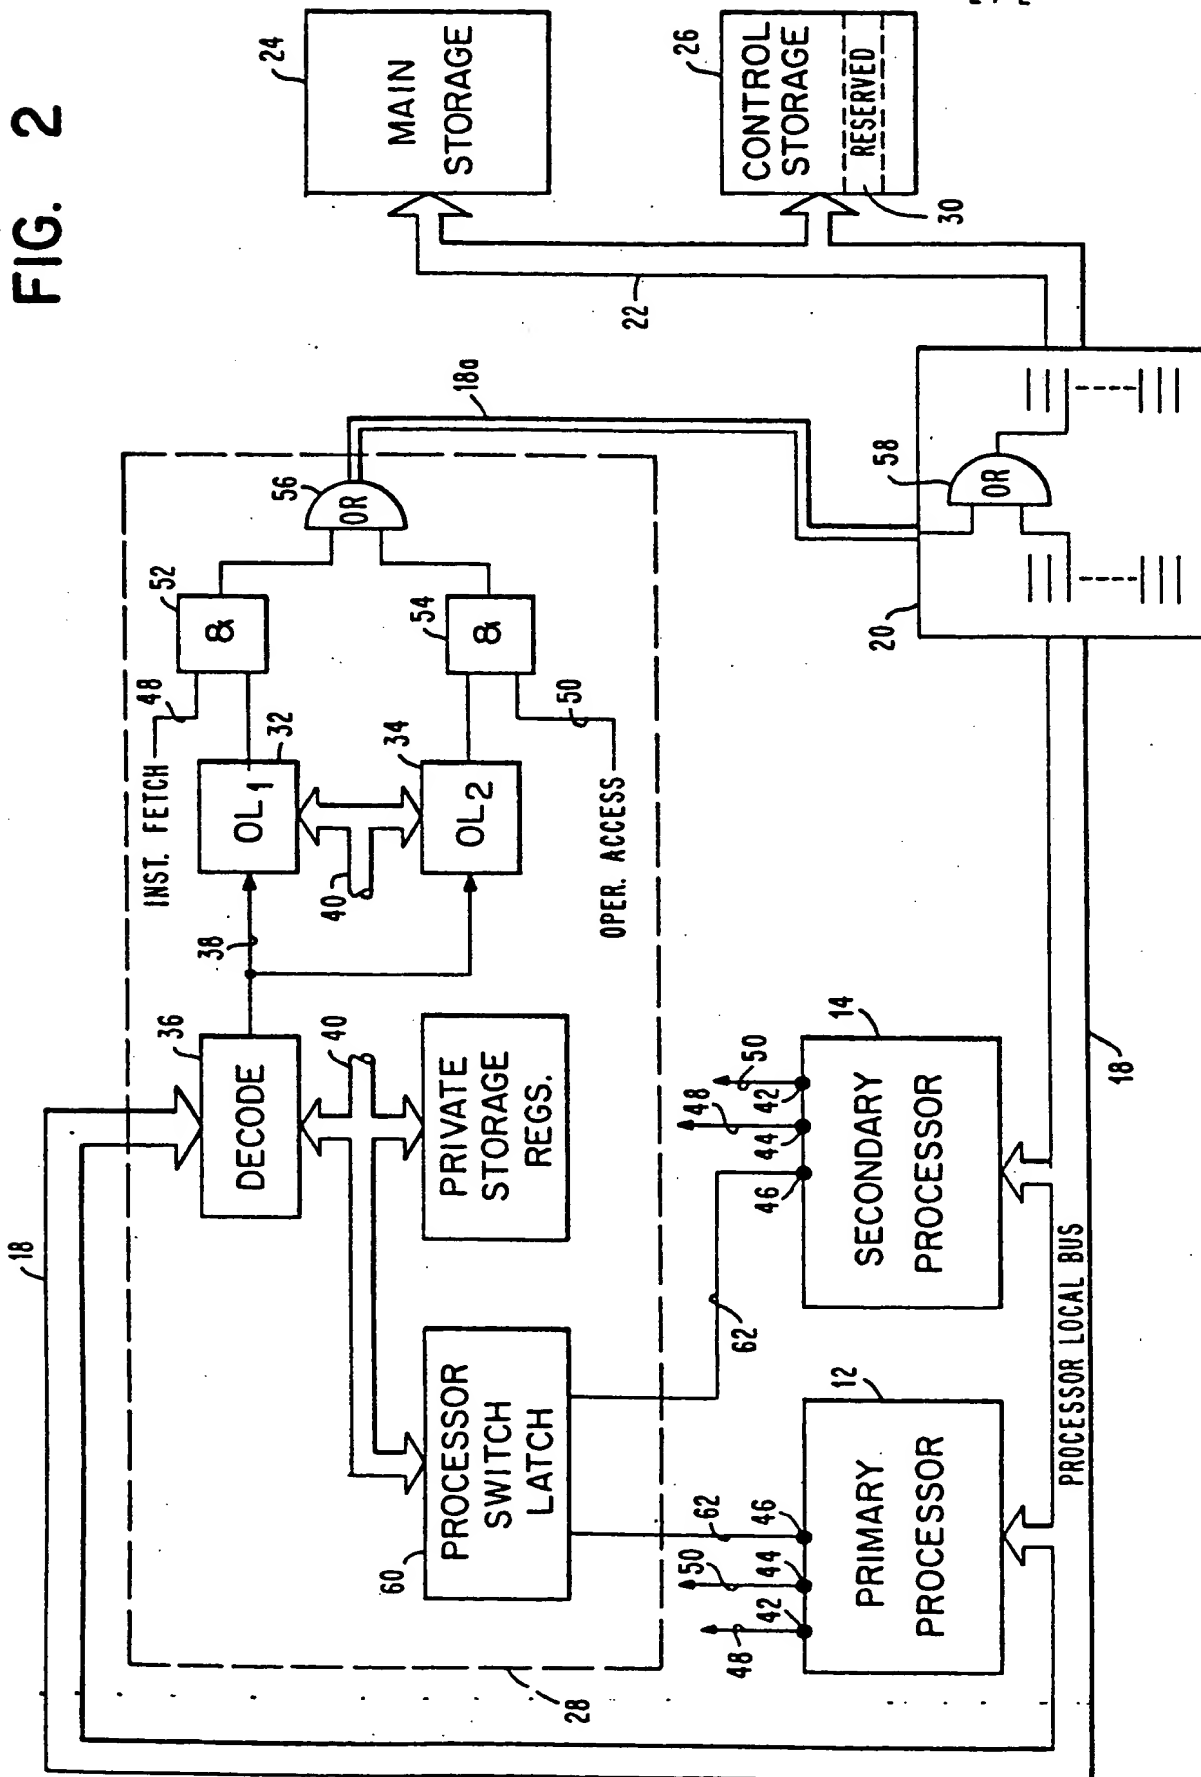 FIG. 2
18
28
36
DECODE
38
40
PRIVATE
STORAGE
REGS.
60
PROCESSOR
SWITCH
LATCH
INST. FETCH
48
OL1
32
40
OL2
34
OPER. ACCESS
50
&
52
&
54
OR
56
18a
24
MAIN
STORAGE
26
CONTROL
STORAGE
RESERVED
30
22
20
OR
58
48
50
62
42
44
46
12
PRIMARY
PROCESSOR
62
48
50
46
44
42
14
SECONDARY
PROCESSOR
PROCESSOR LOCAL BUS
18